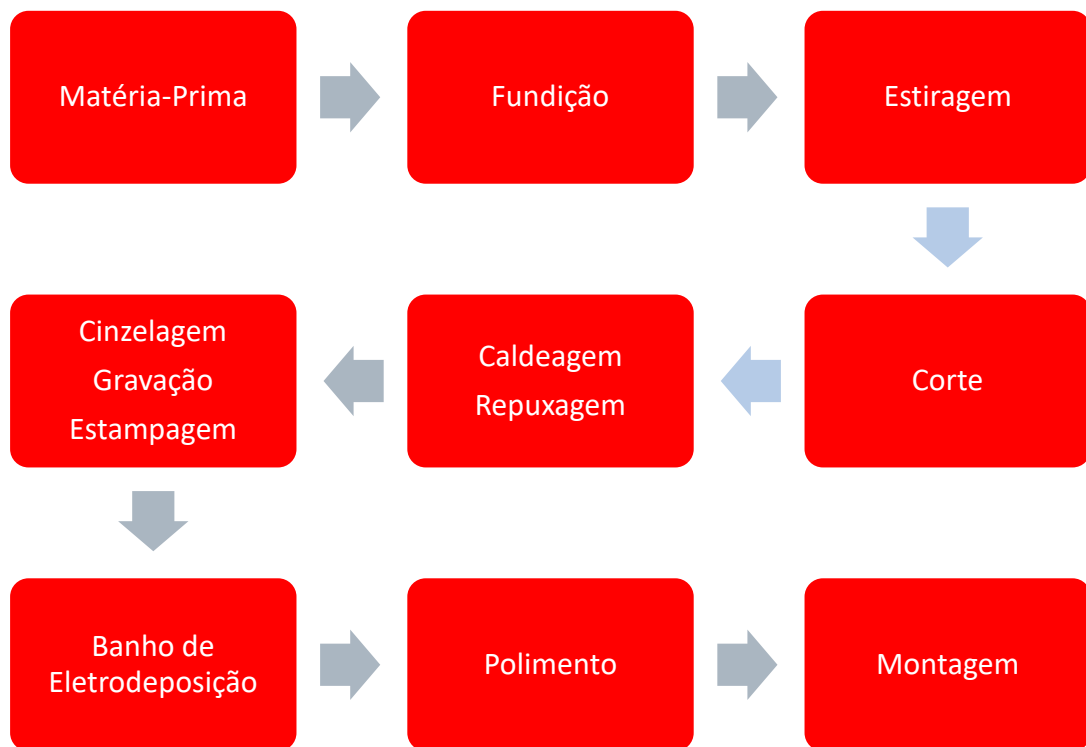 Matéria-Prima
Fundição
Estiragem
Corte
Caldeagem
Repuxagem
Cinzelagem
Gravação
Estampagem
Banho de
Eletrodeposição
Polimento
Montagem